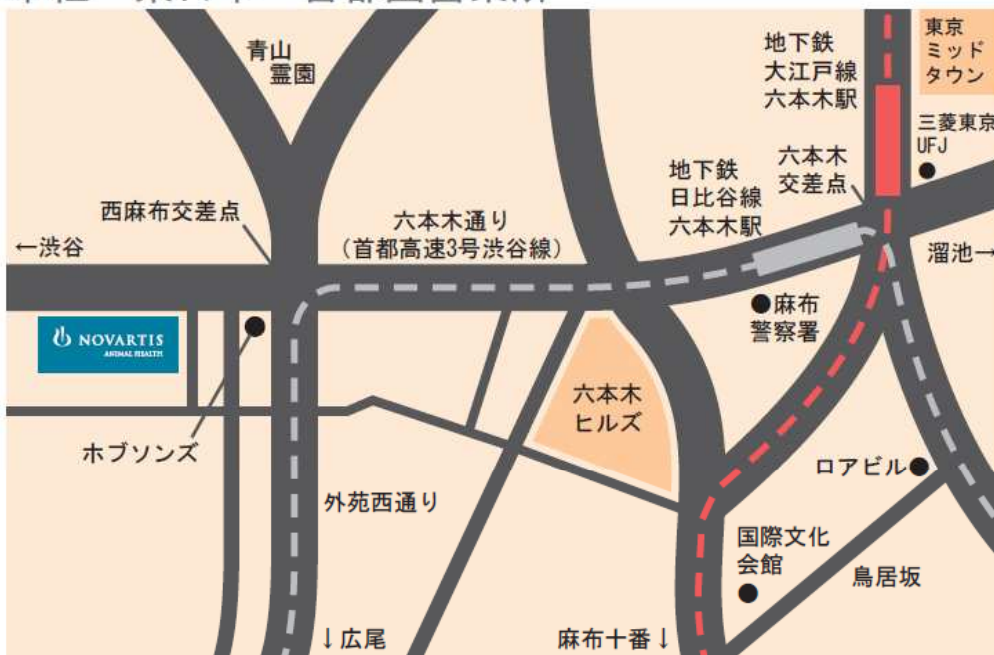 青山
霊園
地下鉄
大江戸線
六本木駅
東京
ミッド
タウン
三菱東京
UFJ
地下鉄
日比谷線
六本木駅
六本木
交差点
西麻布交差点
六本木通り
(首都高速3号渋谷線)
←渋谷
溜池→
NOVARTIS
ANIMAL HEALTH
麻布
警察署
六本木
ヒルズ
ホブソンズ
ロアビル
外苑西通り
国際文化
会館
鳥居坂
↓広尾
麻布十番↓